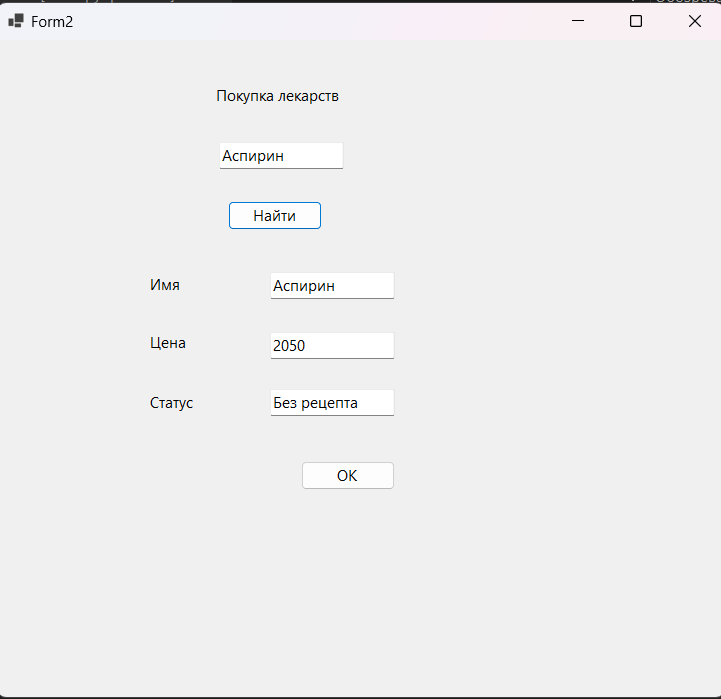 Form2
Покупка лекарств
Аспирин
Найти
Имя
Аспирин
Цена
2050
Статус
Без рецепта
OK